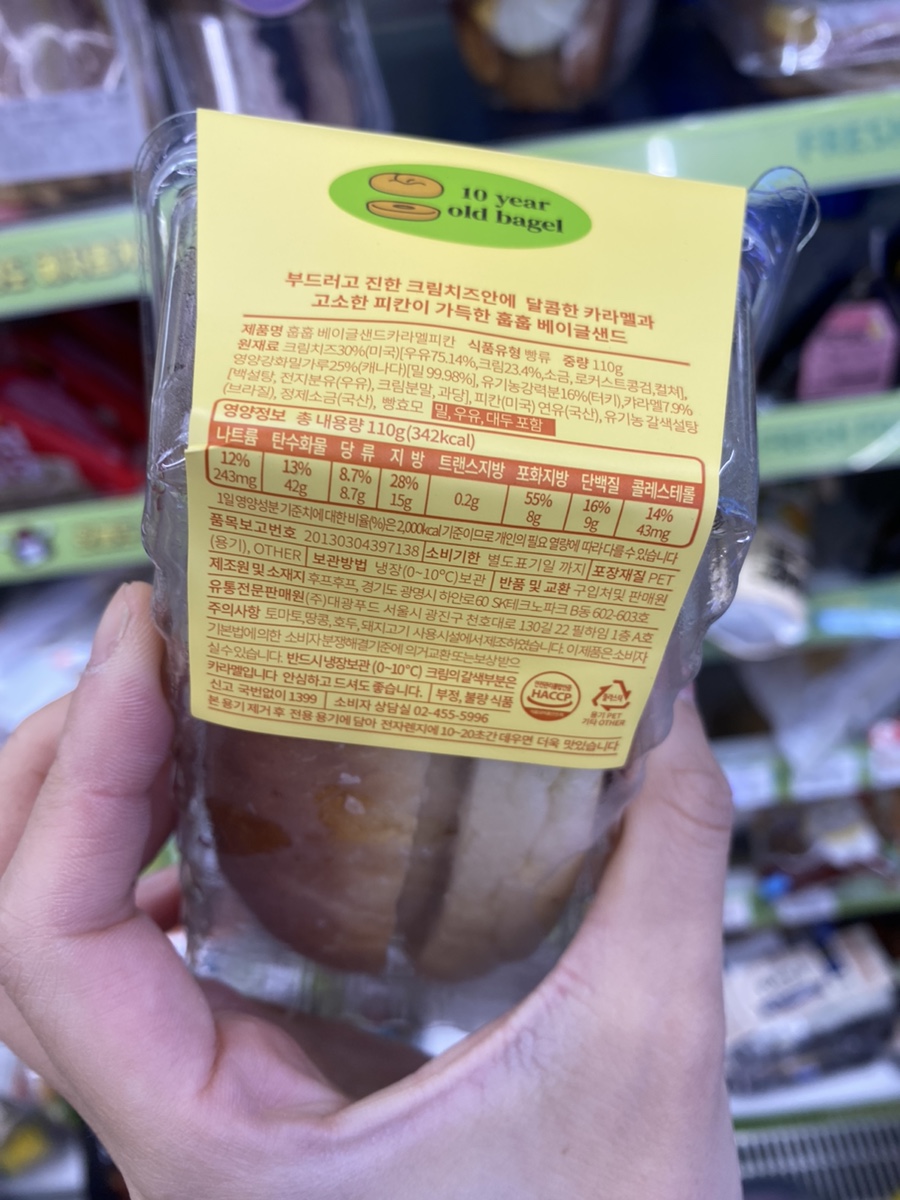 FRESH
10 year
old bagel
부드러고 진한 크림치즈안에 달콤한 카라멜과
고소한 피칸이 가득한 훕훕 베이글샌드
제품명 훕훕 베이글샌드카라멜피칸 식품유형 빵류 중량 110g
원재료 크림치즈30%(미국)[우유75.14%,크림23.4%,소금,로커스트콩검,컬쳐],
영양강화밀가루25%(캐나다)[밀 99.98%], 유기농강력분16%(터키),카라멜7.9%
[백설탕, 전지분유(우유), 크림분말, 과당], 피칸(미국) 연유(국산),유기농갈색설탕
(브라질), 정제소금(국산), 빵효모 밀,우유,대두 포함
영양정보 총 내용량 110g(342kcal)
나트륨 탄수화물 당 류 지 방 트랜스지방 포화지방 단백질 콜레스테롤
12% 13% 8.7% 28% 55% 16% 14%
243mg 42g 8.7g 15g 0.2g 8g 9g 43mg
1일영양성분 기준치에 대한 비율(%)은 2,000kcal기준이므로 개인의 필요 열량에 따라 다를 수 있습니다
품목보고번호 20130304397138 소비기한 별도표기일 까지 포장재질 PET
(용기), OTHER 보관방법 냉장(0~10°C)보관 반품 및 교환 구입처및 판매원
제조원 및 소재지 후프후프, 경기도 광명시 하안로60 SK테크노파크 B동 602-603호
유통전문판매원 (주)대광푸드 서울시 광진구 천호대로 130길 22 필하임 1층 A호
주의사항 토마토,땅콩,호두,돼지고기 사용시설에서 제조하였습니다. 이제품은 소비자
기본법에 의한 소비자 분쟁해결기준에 의거 교환 또는 보상 받으
실 수 있습니다. 반드시 냉장보관 (0~10°C) 크림의 갈색부분은
카라멜입니다 안심하고 드셔도 좋습니다. 부정, 불량 식품
신고 국번없이 1399 소비자 상담실 02-455-5996
본 용기 제거 후 전용 용기에 담아 전자렌지에 10~20초간 데우면 더욱 맛있습니다
HACCP
용기 PET
기타 OTHER